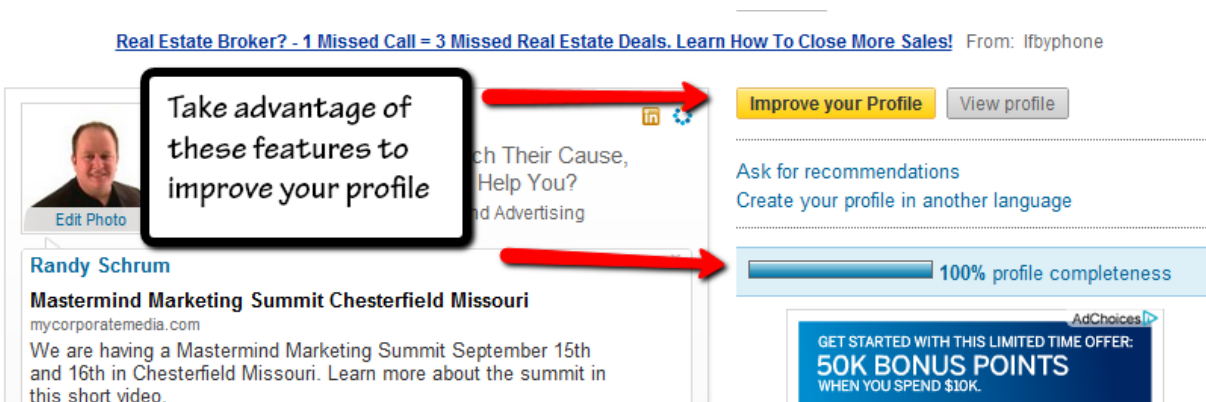 Real Estate Broker? - 1 Missed Call = 3 Missed Real Estate Deals. Learn How To Close More Sales! From: Ifbyphone
Take advantage of
these features to
improve your profile
in
ch Their Cause,
Help You?
nd Advertising
Edit Photo
Randy Schrum
Mastermind Marketing Summit Chesterfield Missouri
mycorporatemedia.com
We are having a Mastermind Marketing Summit September 15th
and 16th in Chesterfield Missouri. Learn more about the summit in
this short video.
Improve your Profile View profile
Ask for recommendations
Create your profile in another language
100% profile completeness
AdChoices
GET STARTED WITH THIS LIMITED TIME OFFER:
50K BONUS POINTS
WHEN YOU SPEND $10K.